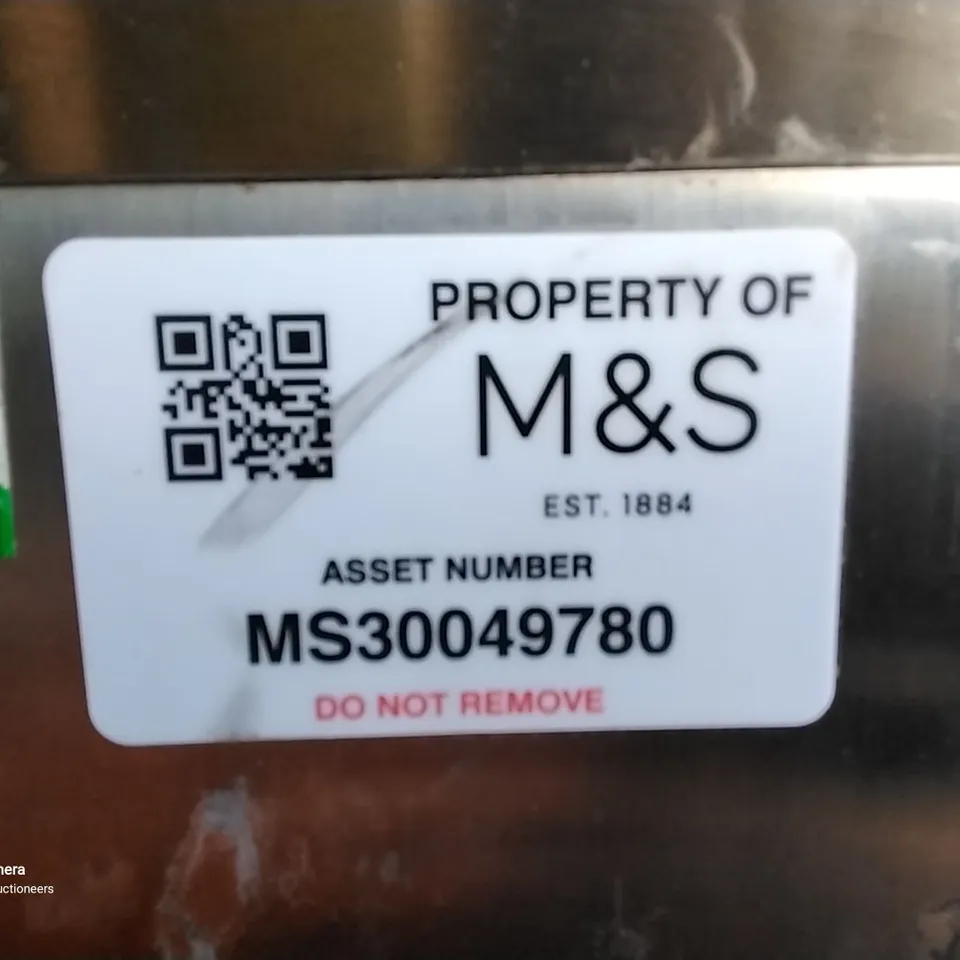 PROPERTY OF
M&S
EST. 1884
ASSET NUMBER
MS30049780
DO NOT REMOVE